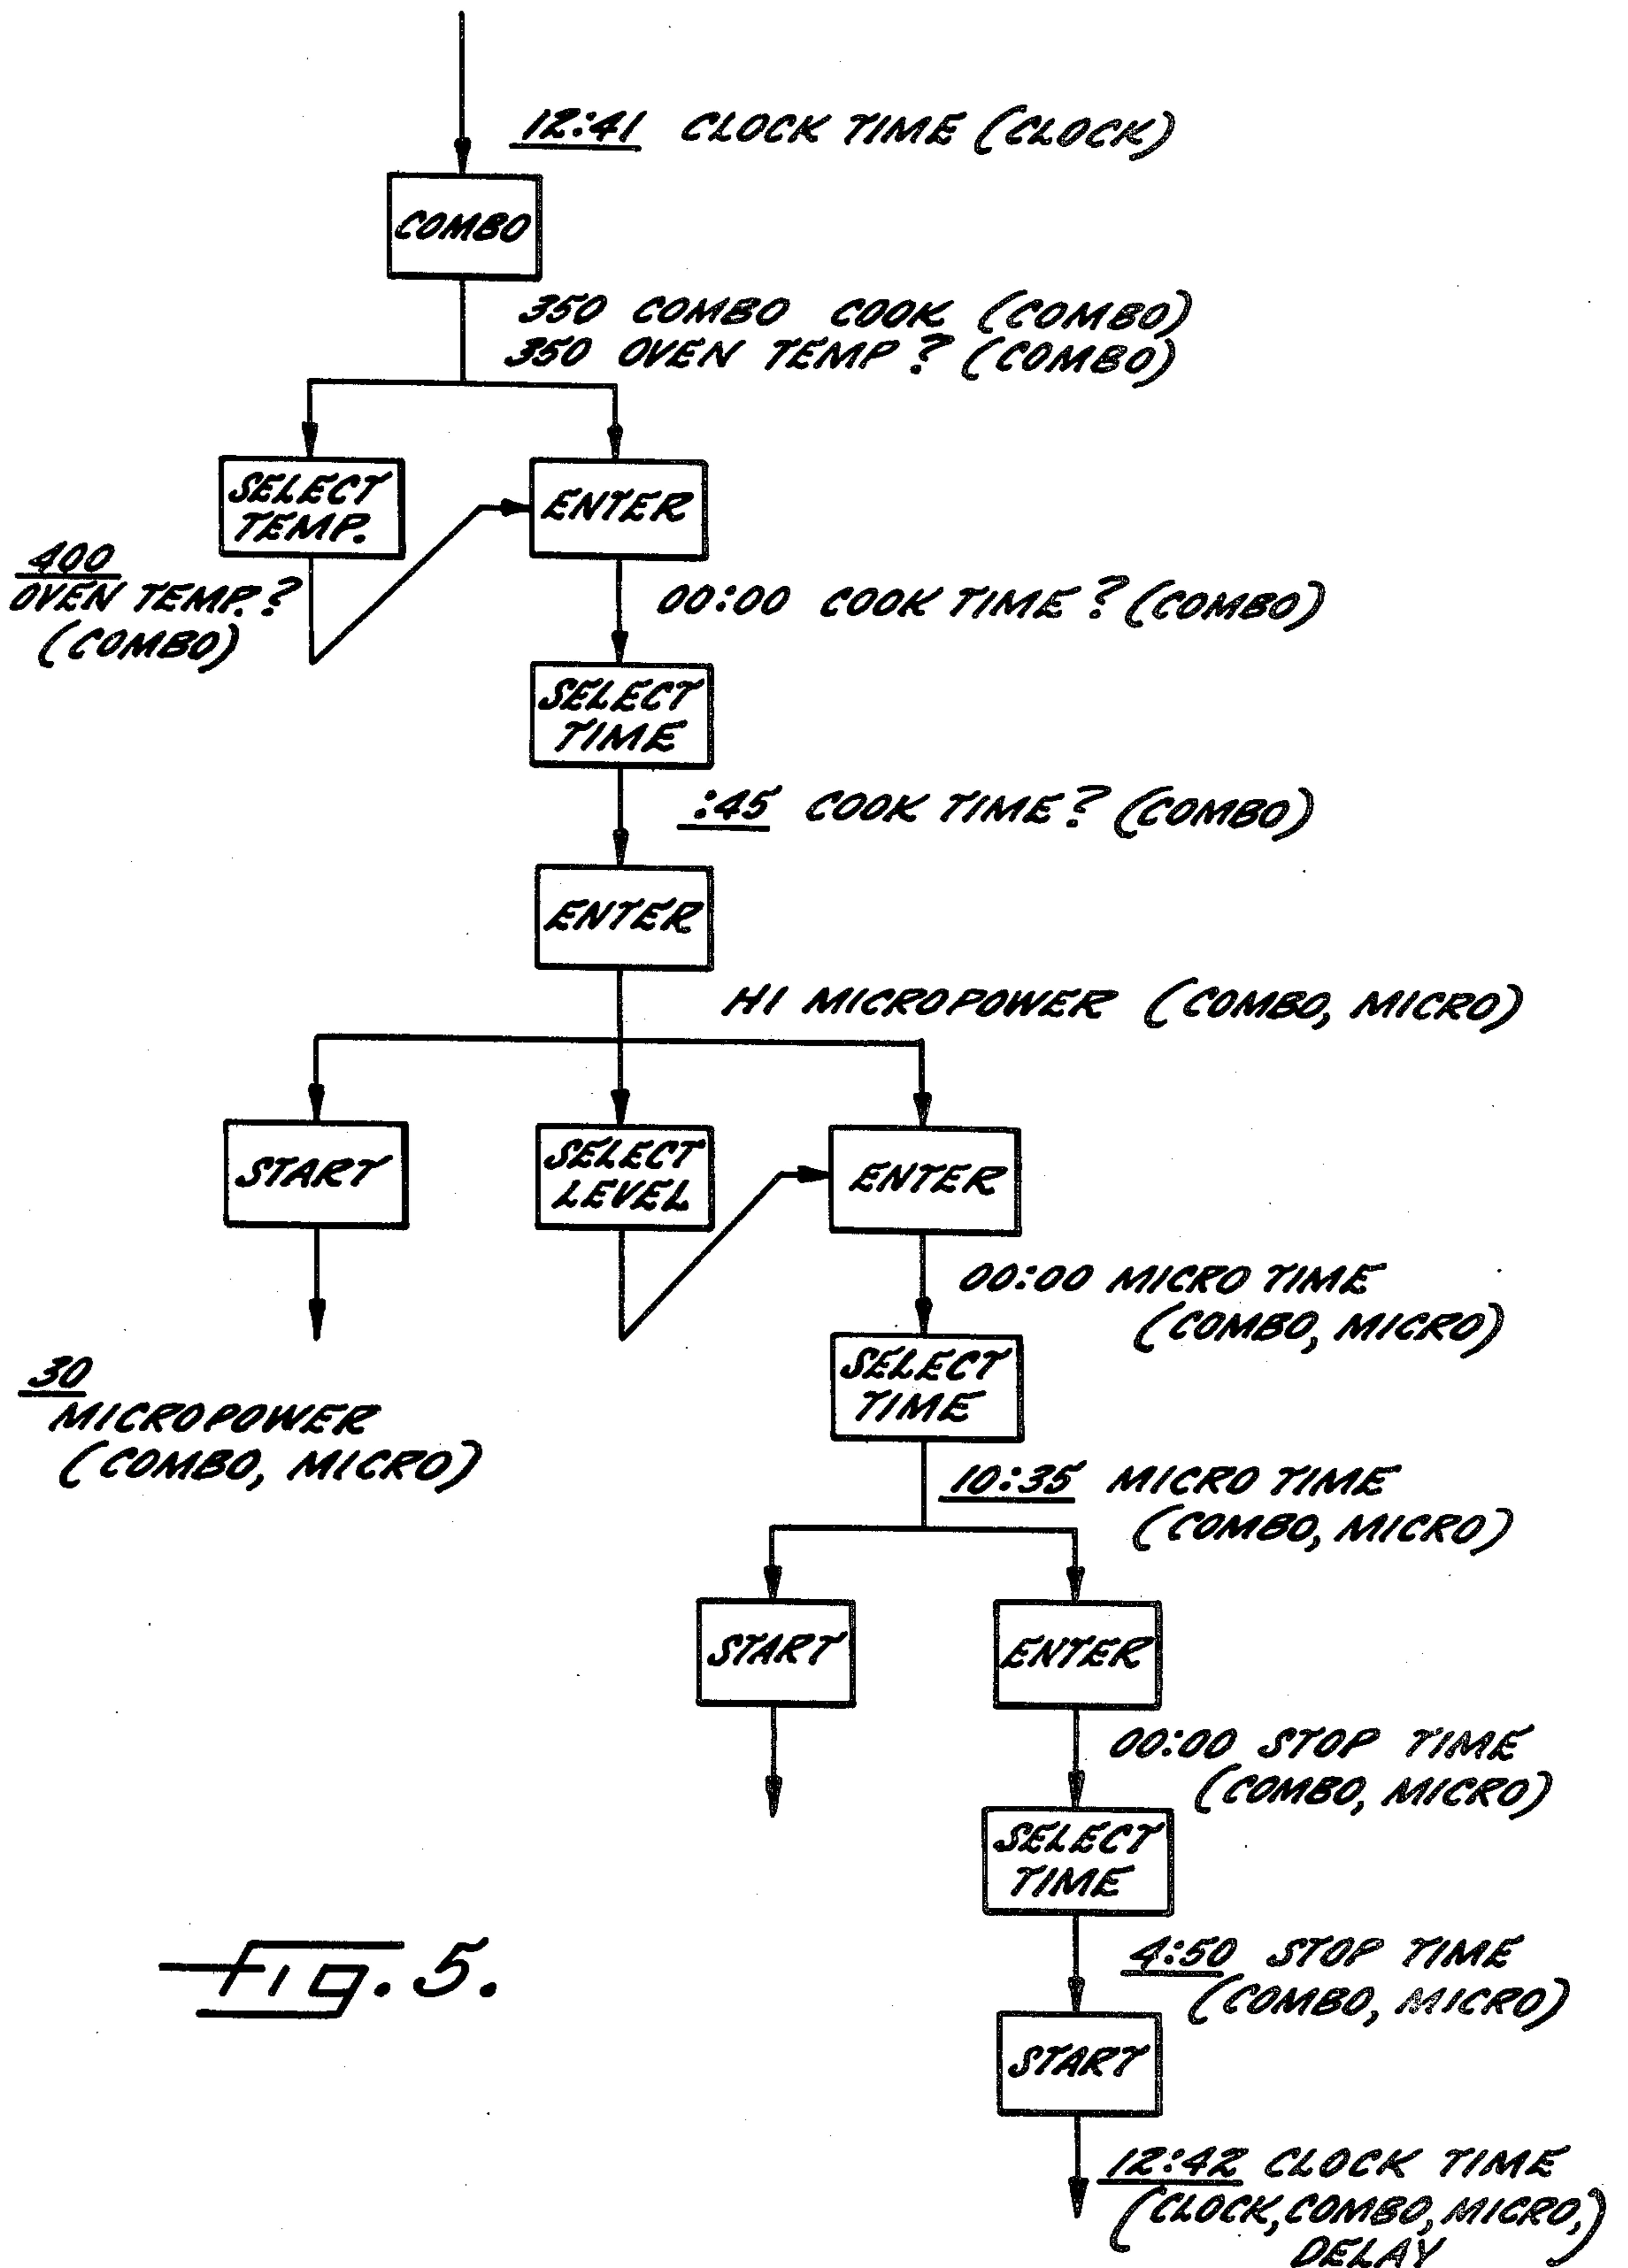 12:41 CLOCK TIME (CLOCK)
COMBO
350 COMBO COOK (COMBO)
350 OVEN TEMP? (COMBO)
SELECT
TEMP.
ENTER
400
OVEN TEMP.?
(COMBO)
00:00 COOK TIME? (COMBO)
SELECT
TIME
:45 COOK TIME? (COMBO)
ENTER
HI MICROPOWER (COMBO, MICRO)
START
SELECT
LEVEL
ENTER
00:00 MICRO TIME
(COMBO, MICRO)
30
MICROPOWER
(COMBO, MICRO)
SELECT
TIME
10:35 MICRO TIME
(COMBO, MICRO)
START
ENTER
00:00 STOP TIME
(COMBO, MICRO)
SELECT
TIME
4:50 STOP TIME
(COMBO, MICRO)
START
12:42 CLOCK TIME
(CLOCK, COMBO, MICRO,)
DELAY
Fig. 5.